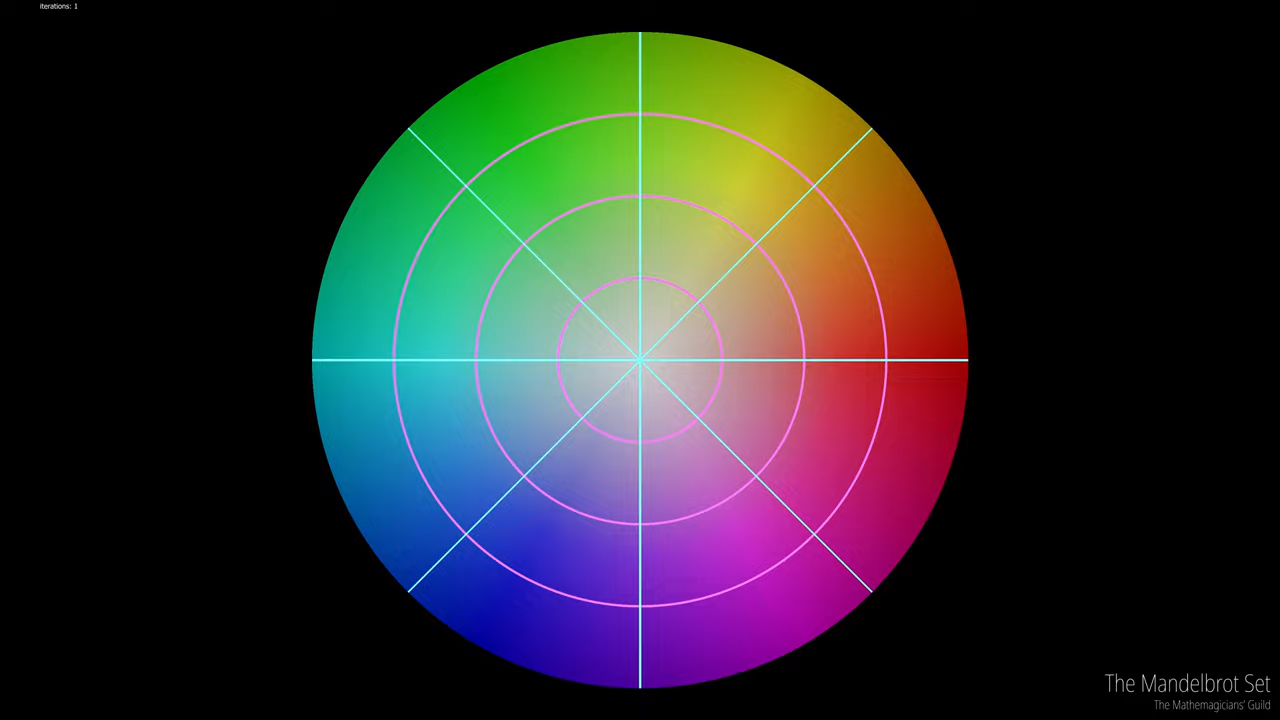 iterations: 1
The Mandelbrot Set
The Mathemagicians' Guild